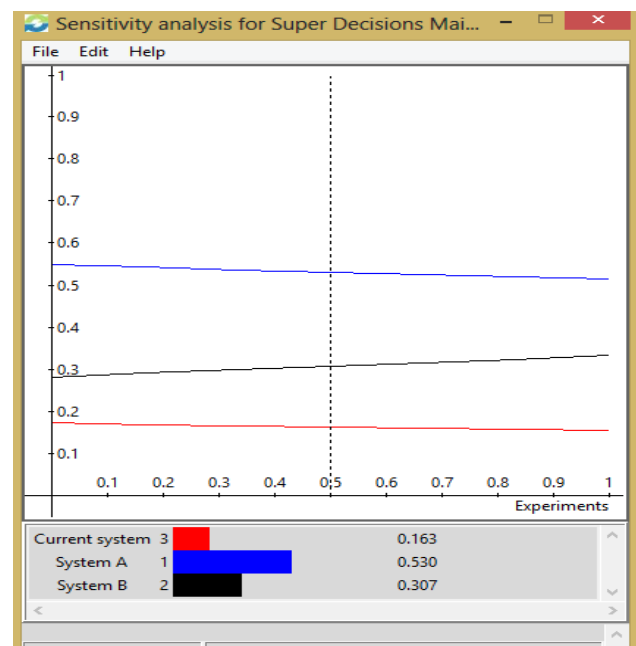 Sensitivity analysis for Super Decisions Mai...
File Edit Help
1
0.9
0.8
0.7
0.6
0.5
0.4
0.3
0.2
0.1
0.1 0.2 0.3 0.4 0.5 0.6 0.7 0.8 0.9 1
Experiments
Current system 3 0.163
System A 1 0.530
System B 2 0.307